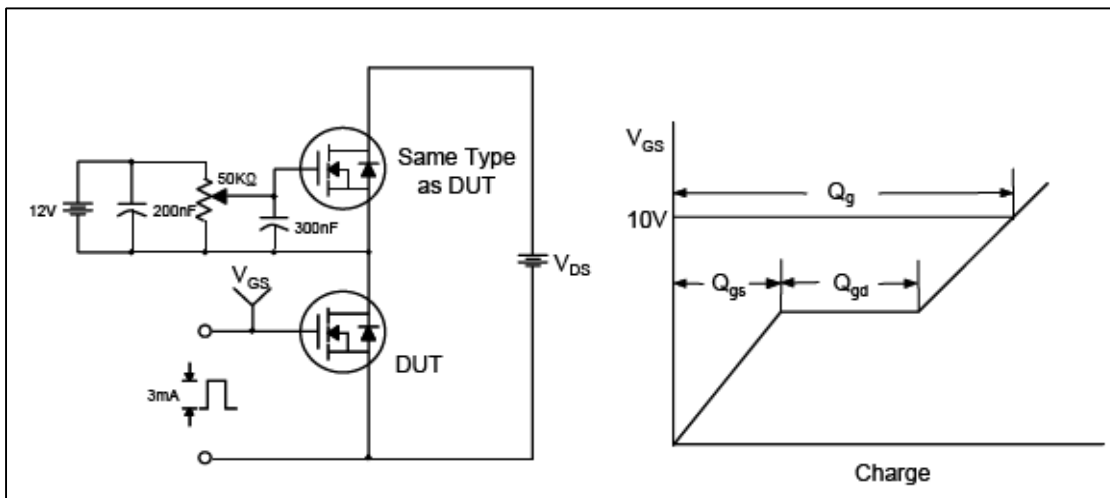 12V
200nF
50KΩ
300nF
Same Type
as DUT
V_GS
3mA
DUT
V_DS
V_GS
10V
Q_g
Q_gs
Q_gd
Charge